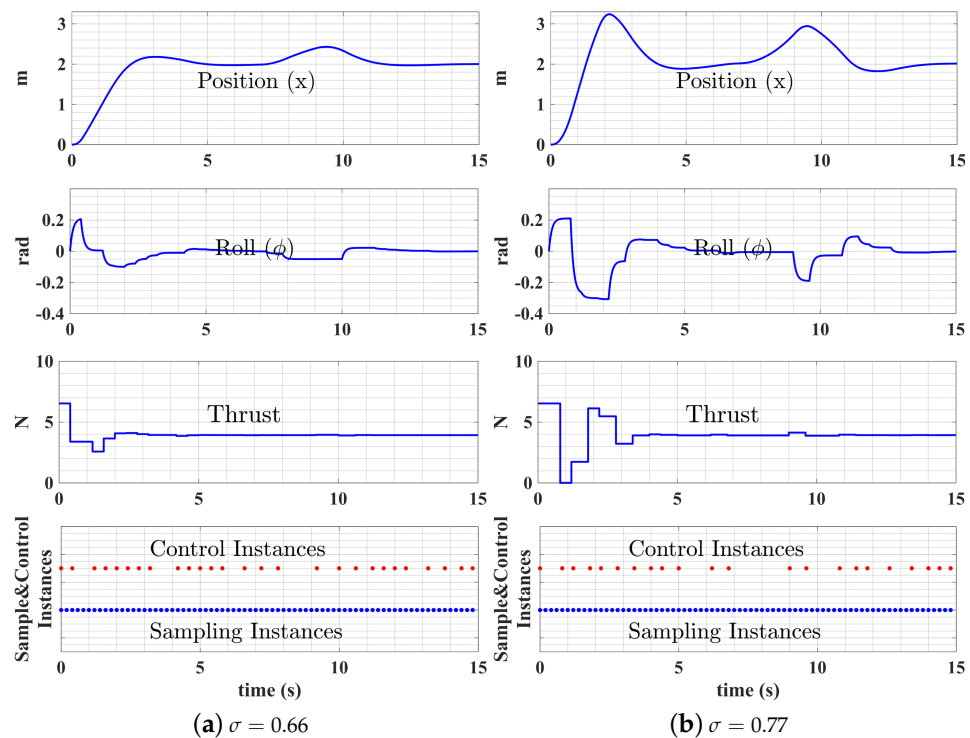 3
2
1
0
m
Position (x)
0 5 10 15
0.2
0
-0.2
-0.4
rad
Roll (ϕ)
0 5 10 15
10
5
0
N
Thrust
0 5 10 15
Sample&Control
Instances
Control Instances
Sampling Instances
0 5 10 15
time (s)
(a) σ = 0.66
3
2
1
0
m
Position (x)
0 5 10 15
0.2
0
-0.2
-0.4
rad
Roll (ϕ)
0 5 10 15
10
5
0
N
Thrust
0 5 10 15
Sample&Control
Instances
Control Instances
Sampling Instances
0 5 10 15
time (s)
(b) σ = 0.77